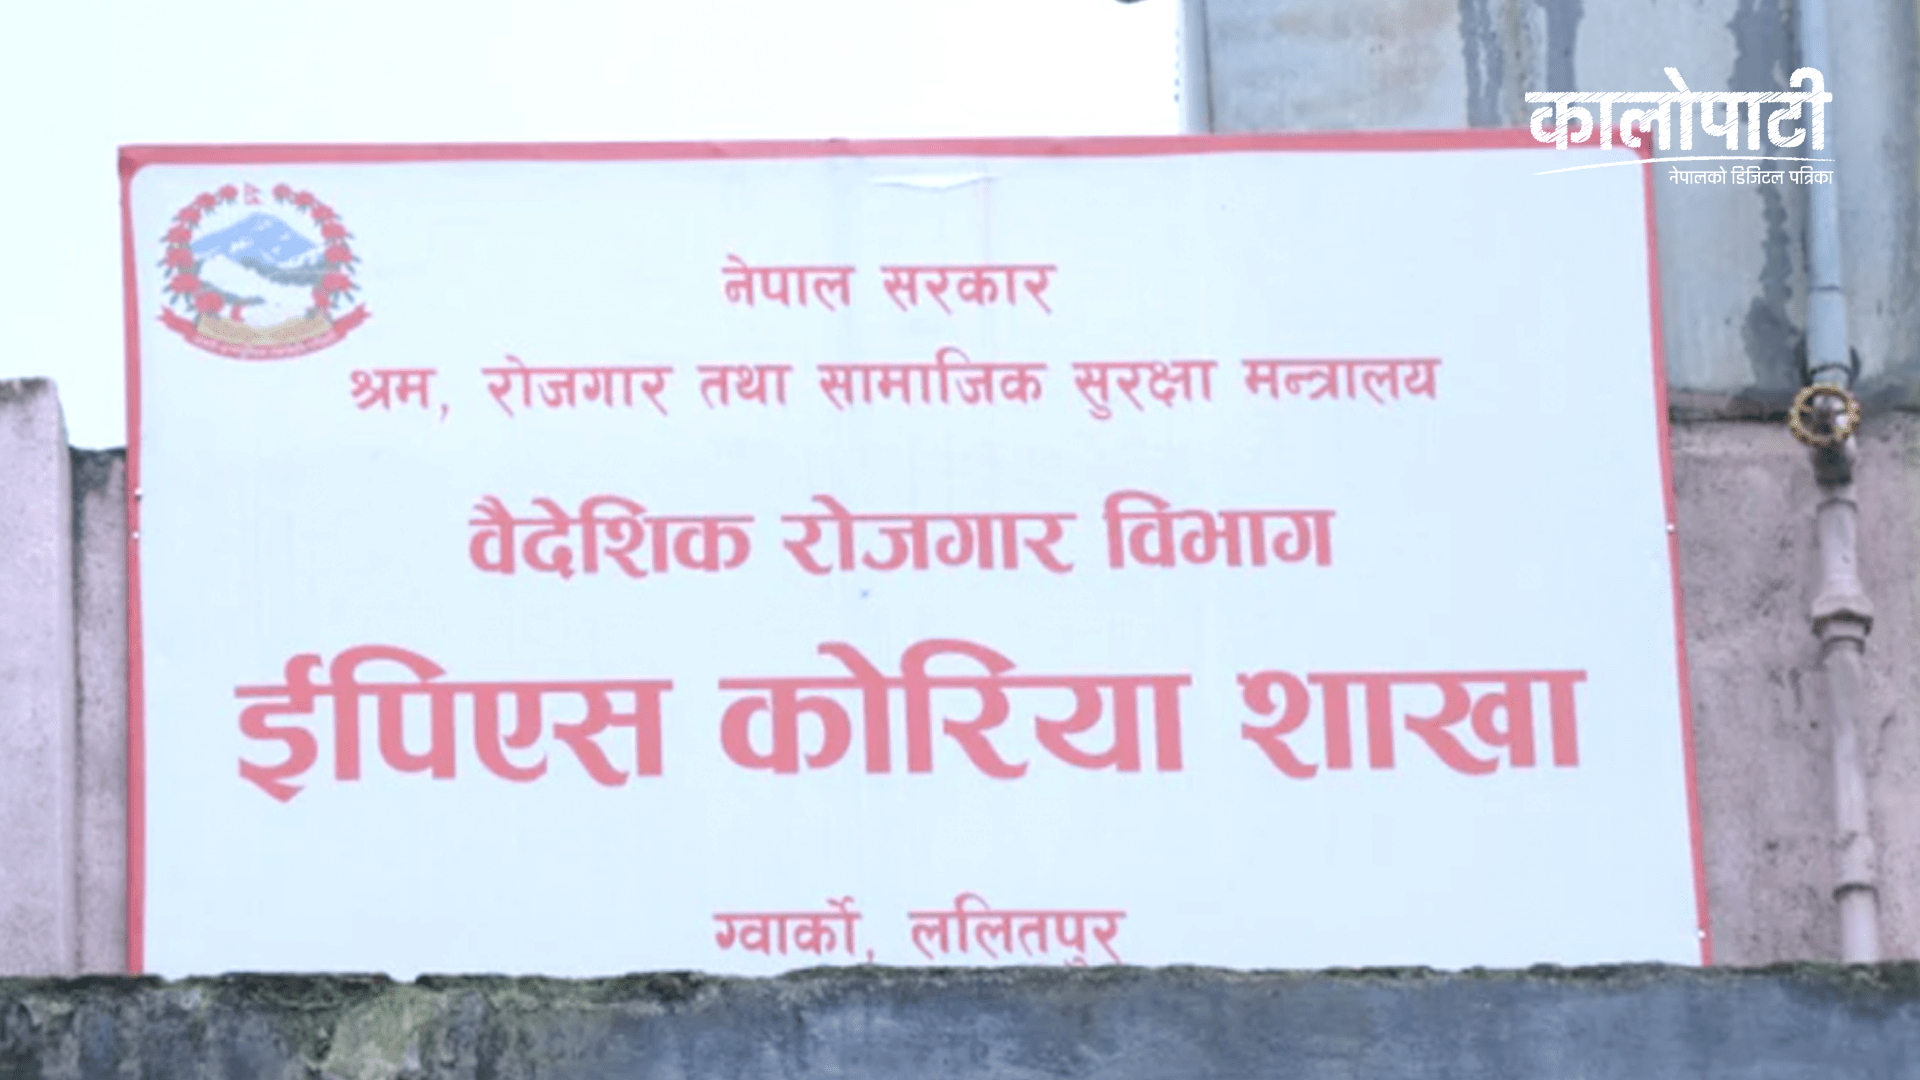 कालोपाटी
नेपालको डिजिटल पत्रिका
नेपाल सरकार
श्रम, रोजगार तथा सामाजिक सुरक्षा मन्त्रालय
वैदेशिक रोजगार विभाग
ईपिएस कोरिया शाखा
ग्वार्को, ललितपुर